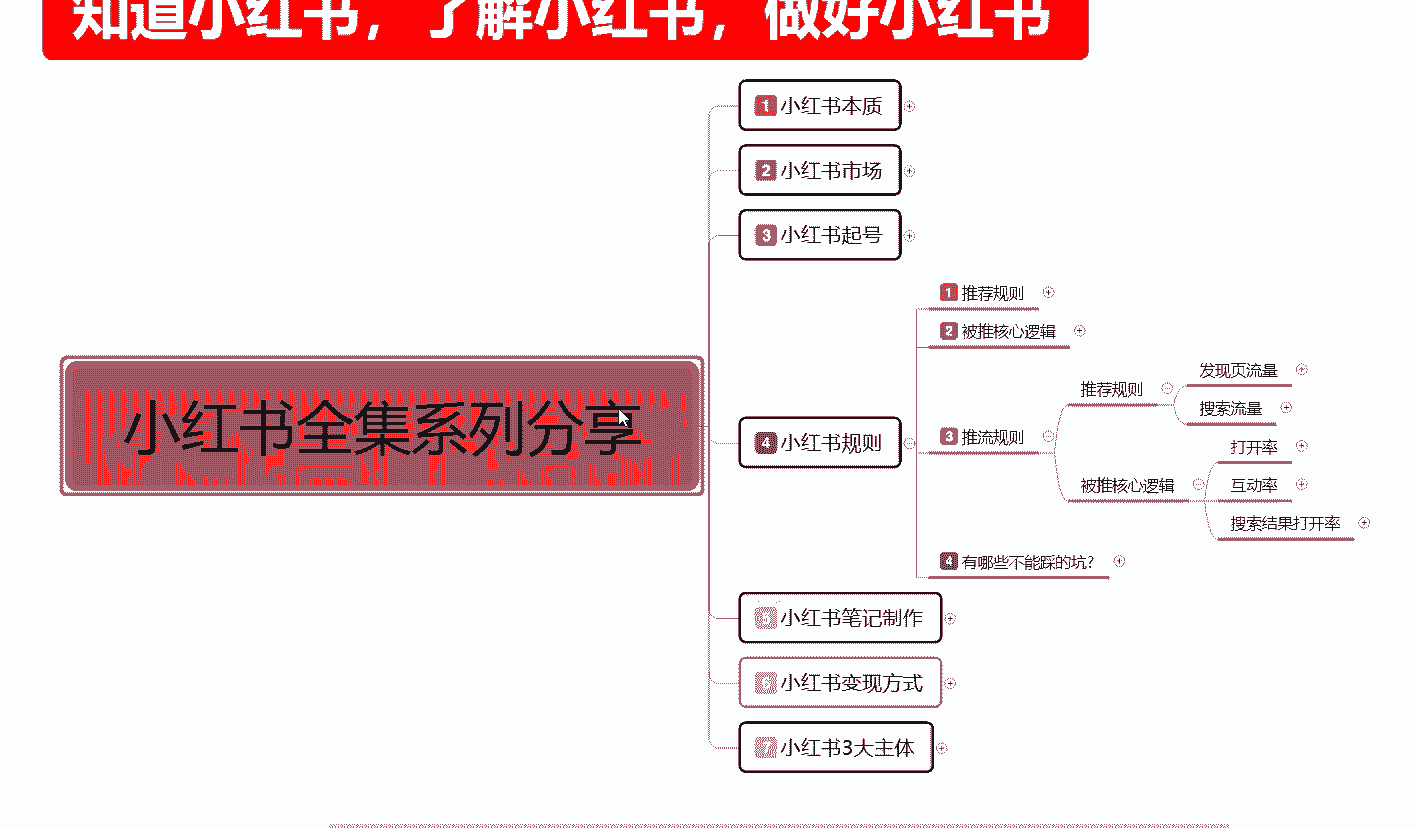 知道小红书，了解小红书，做好小红书
1 小红书本质
2 小红书市场
3 小红书起号
小红书全集系列分享
4 小红书规则
1 推荐规则
2 被推核心逻辑
3 推流规则
推荐规则
发现页流量
搜索流量
被推核心逻辑
打开率
互动率
搜索结果打开率
4 有哪些不能踩的坑?
5 小红书笔记制作
6 小红书变现方式
7 小红书3大主体